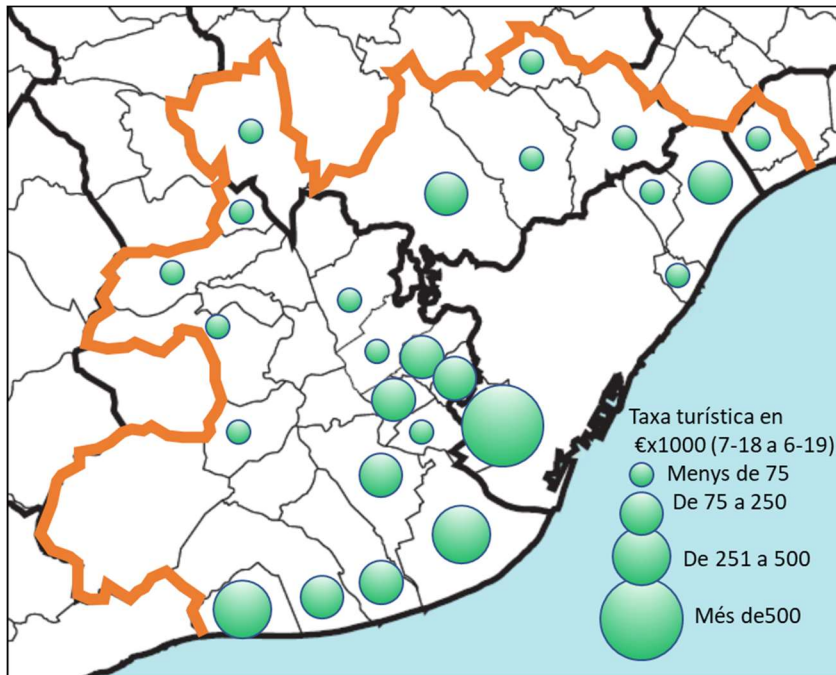 Taxa turística en
€x1000 (7-18 a 6-19)
Menys de 75
De 75 a 250
De 251 a 500
Més de500